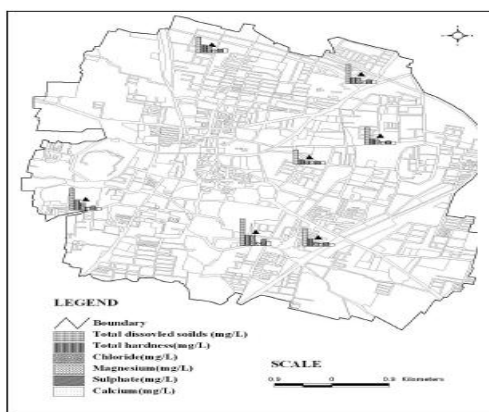 LEGEND
Boundary
Total dissovled soilds (mg/L)
Total hardness(mg/L)
Chloride(mg/L)
Magnesium(mg/L)
Sulphate(mg/L)
Calcium(mg/L)
SCALE
0.9 0 0.9 Kilometers